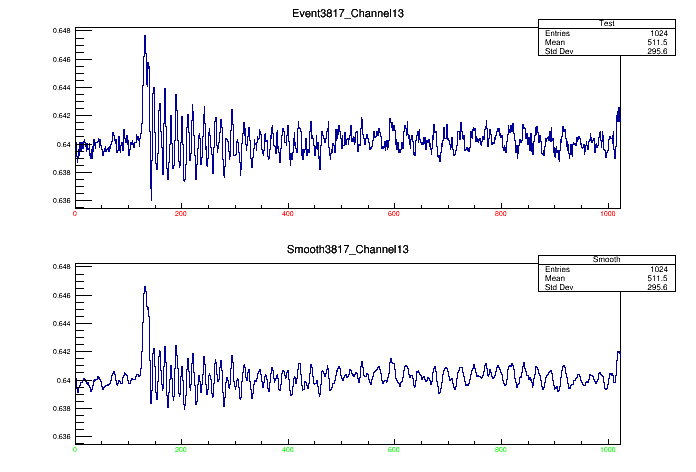 Event3817_Channel13
Test
Entries 1024
Mean 511.5
Std Dev 295.6
0.648
0.646
0.644
0.642
0.64
0.638
0.636
0 200 400 600 800 1000
Smooth3817_Channel13
Smooth
Entries 1024
Mean 511.5
Std Dev 295.6
0.648
0.646
0.644
0.642
0.64
0.638
0.636
0 200 400 600 800 1000